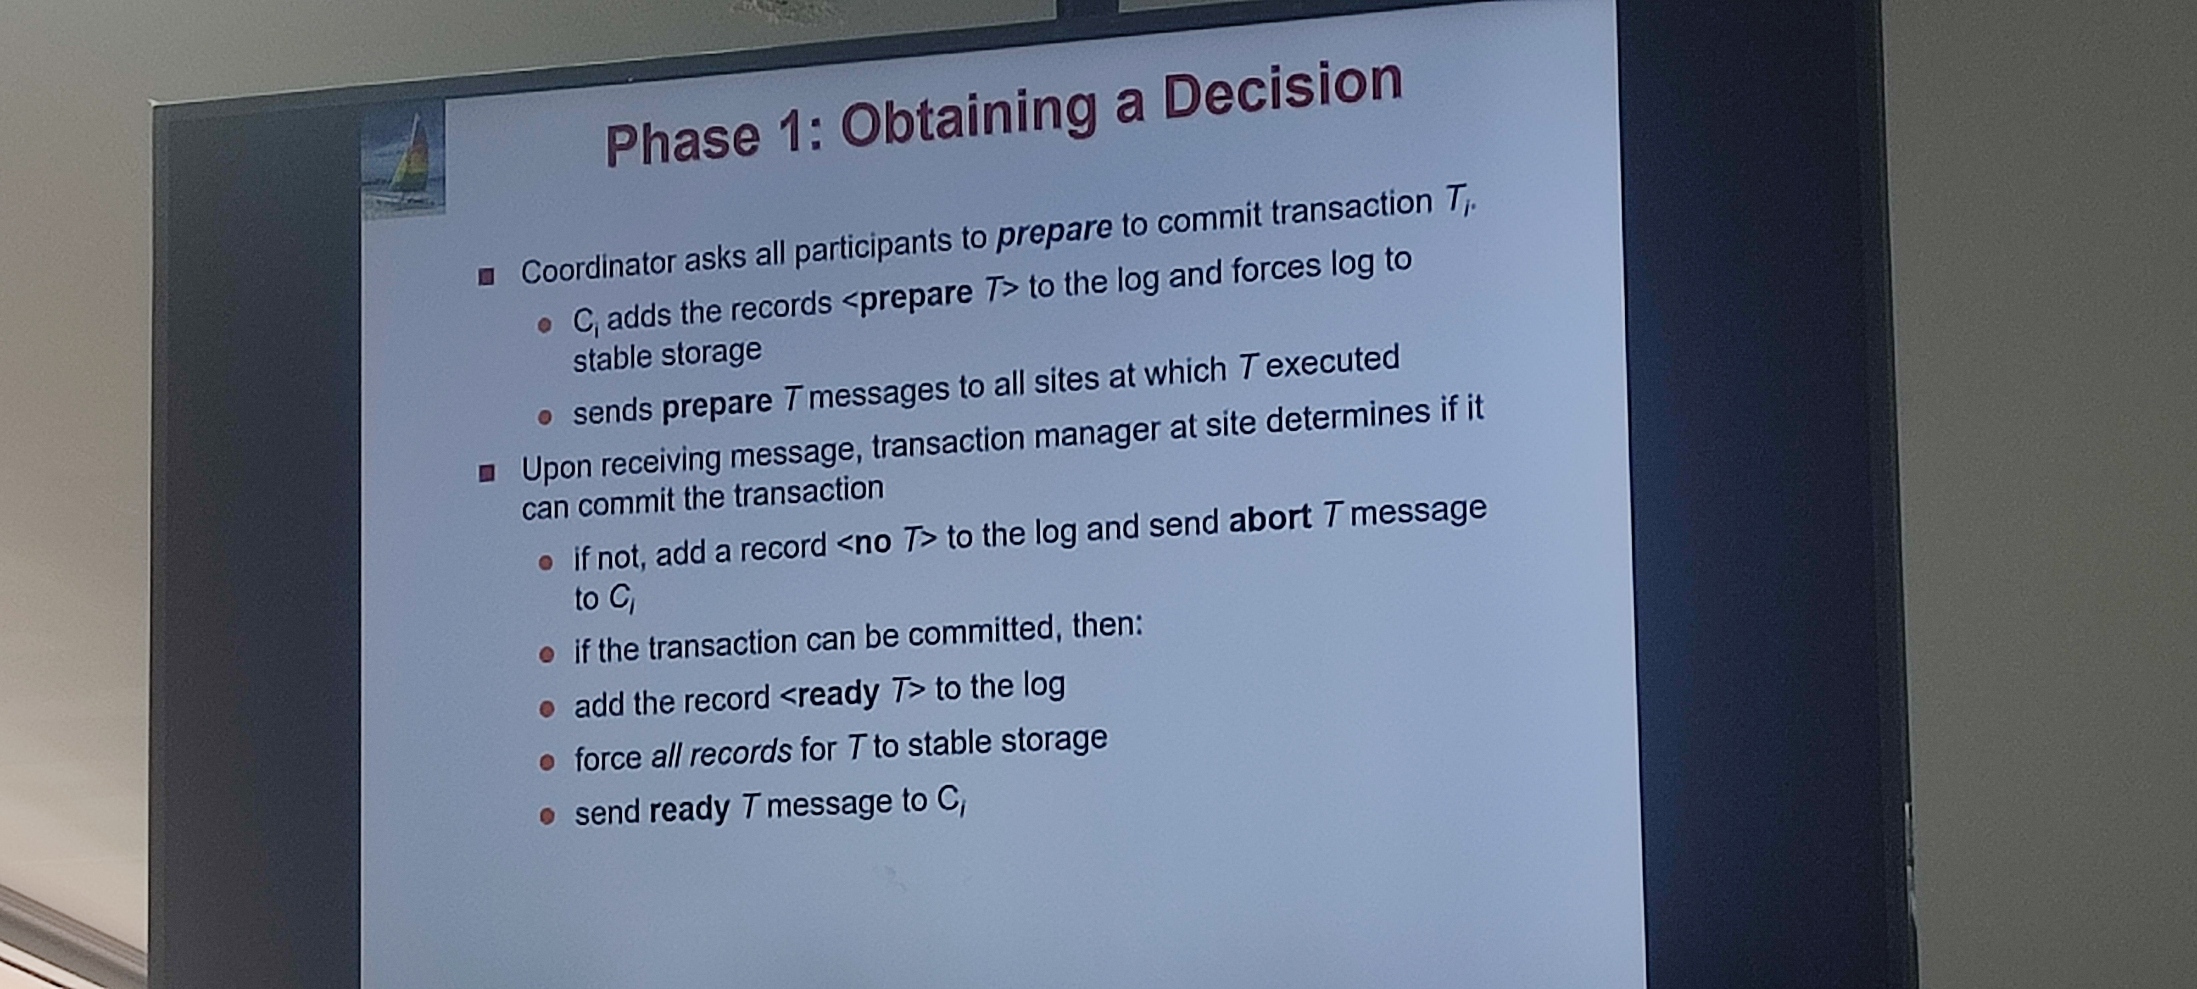 Phase 1: Obtaining a Decision
Coordinator asks all participants to prepare to commit transaction Ti.
Ci adds the records <prepare T> to the log and forces log to
stable storage
sends prepare T messages to all sites at which T executed
Upon receiving message, transaction manager at site determines if it
can commit the transaction
if not, add a record <no T> to the log and send abort T message
to Ci
if the transaction can be committed, then:
add the record <ready T> to the log
force all records for T to stable storage
send ready T message to Ci